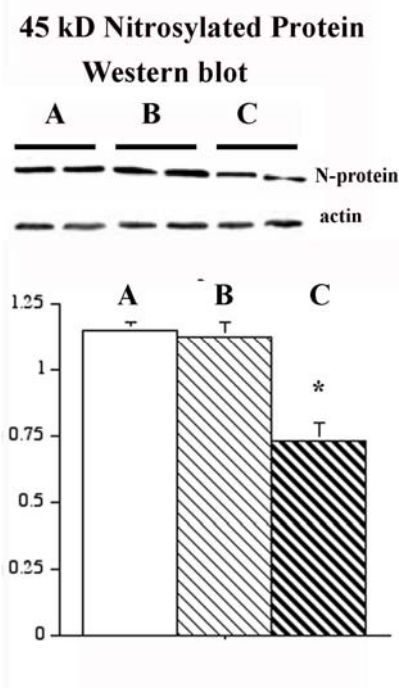 45 kD Nitrosylated Protein
Western blot
A B C
N-protein
actin
A B C
1.25
1
*
0.75
0.5
0.25
0